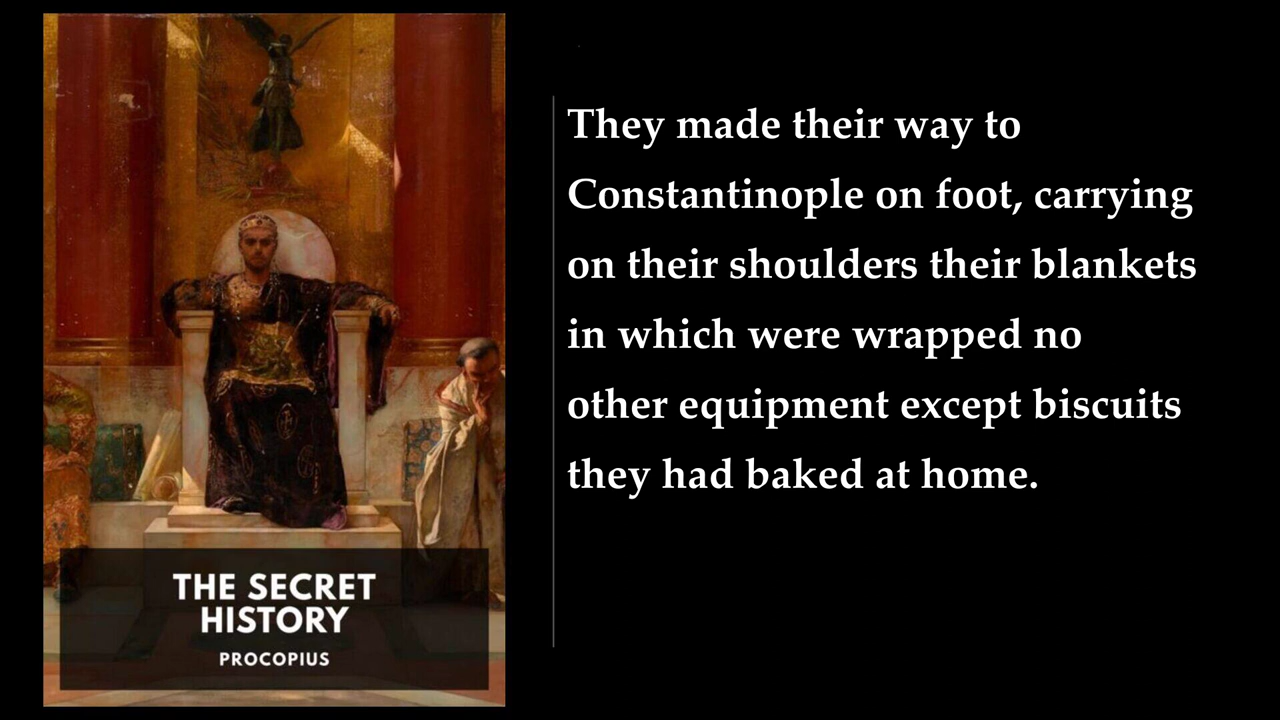 THE SECRET
HISTORY
PROCOPIUS
They made their way to
Constantinople on foot, carrying
on their shoulders their blankets
in which were wrapped no
other equipment except biscuits
they had baked at home.